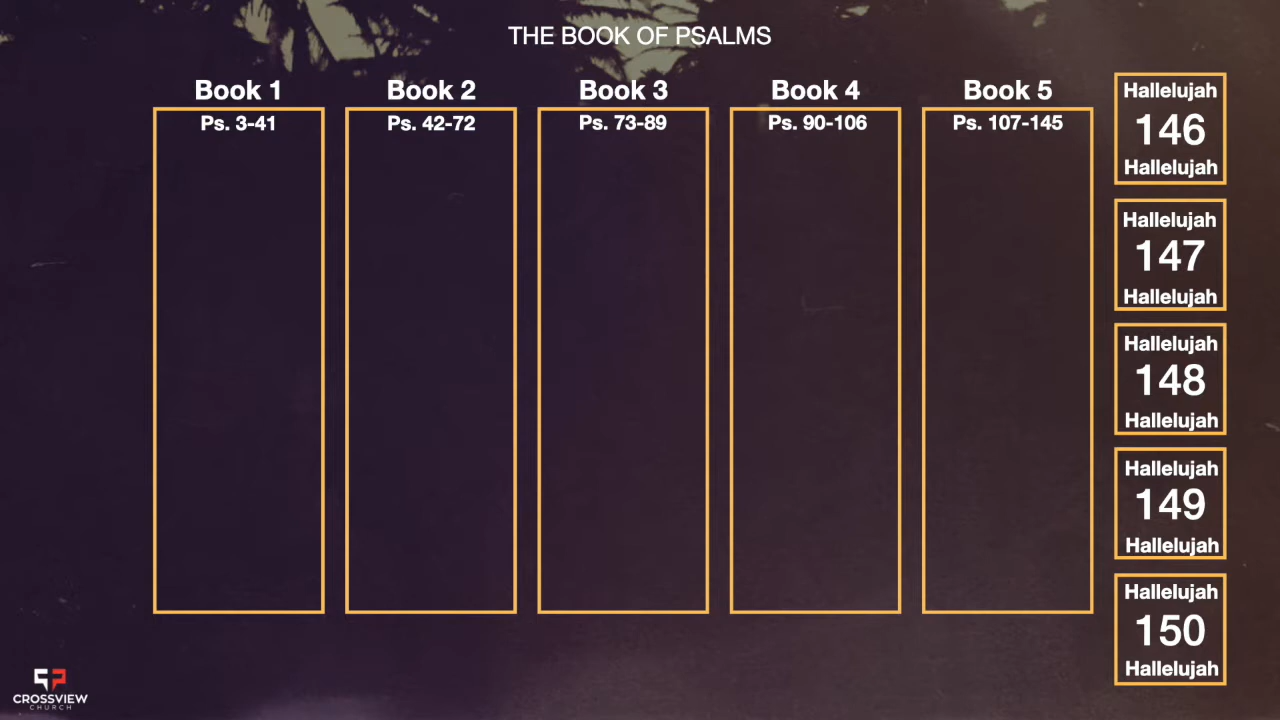 THE BOOK OF PSALMS
Book 1
Ps. 3-41
Book 2
Ps. 42-72
Book 3
Ps. 73-89
Book 4
Ps. 90-106
Book 5
Ps. 107-145
Hallelujah
146
Hallelujah
Hallelujah
147
Hallelujah
Hallelujah
148
Hallelujah
Hallelujah
149
Hallelujah
Hallelujah
150
Hallelujah
CROSSVIEW
CHURCH